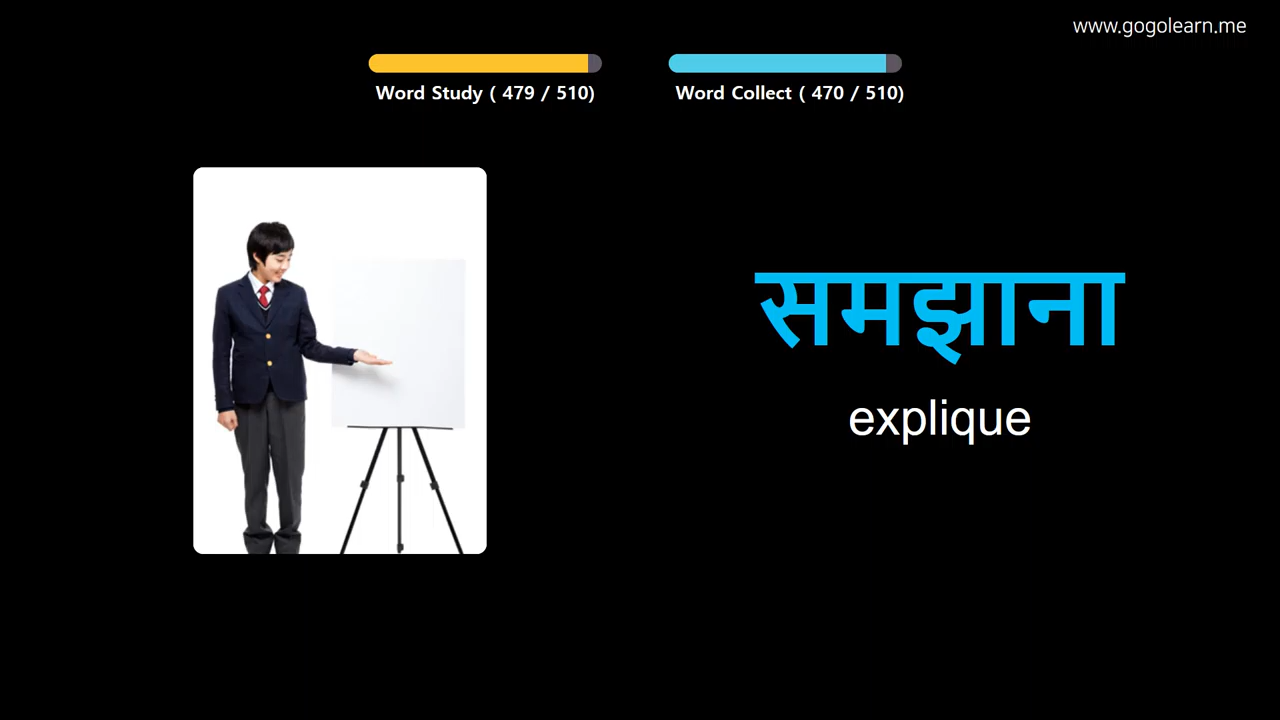 www.gogolearn.me
Word Study ( 479 / 510)
Word Collect ( 470 / 510)
समझाना
explique